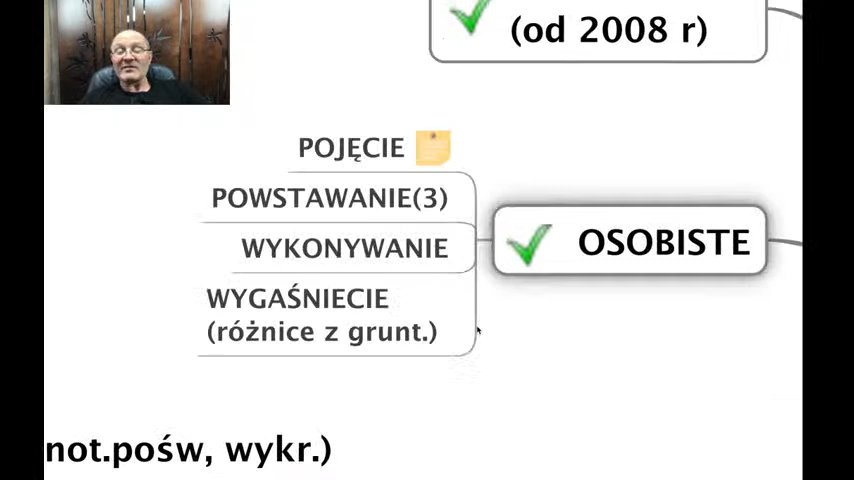 (od 2008 r)
POJĘCIE
POWSTAWANIE(3)
WYKONYWANIE
OSOBISTE
WYGAŚNIECIE
(różnice z grunt.)
not.pośw, wykr.)